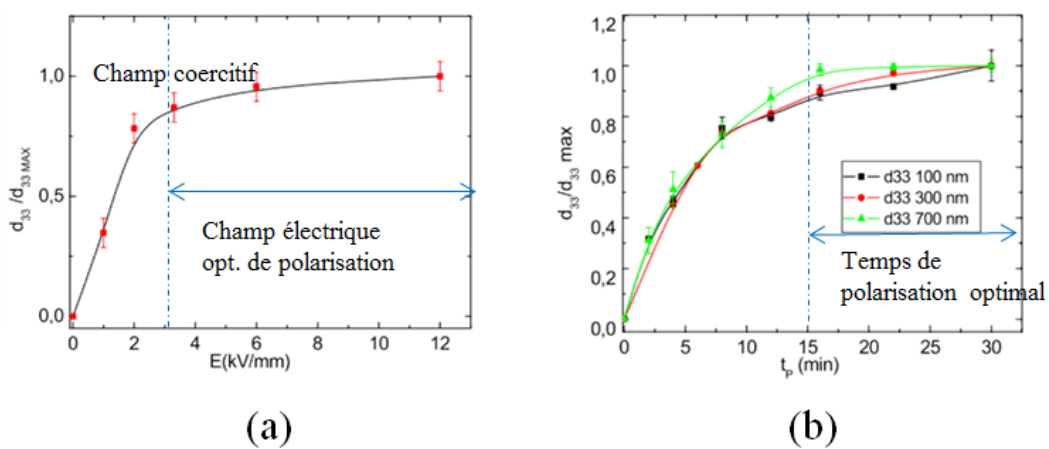 Champ coercitif
Champ électrique
opt. de polarisation
d33 /d33 MAX
1,0
0,5
0,0
0 2 4 6 8 10 12
E(kV/mm)
(a)
1,2
1,0
0,8
0,6
0,4
0,2
0,0
d33/d33 max
d33 100 nm
d33 300 nm
d33 700 nm
Temps de
polarisation optimal
0 5 10 15 20 25 30
tP (min)
(b)